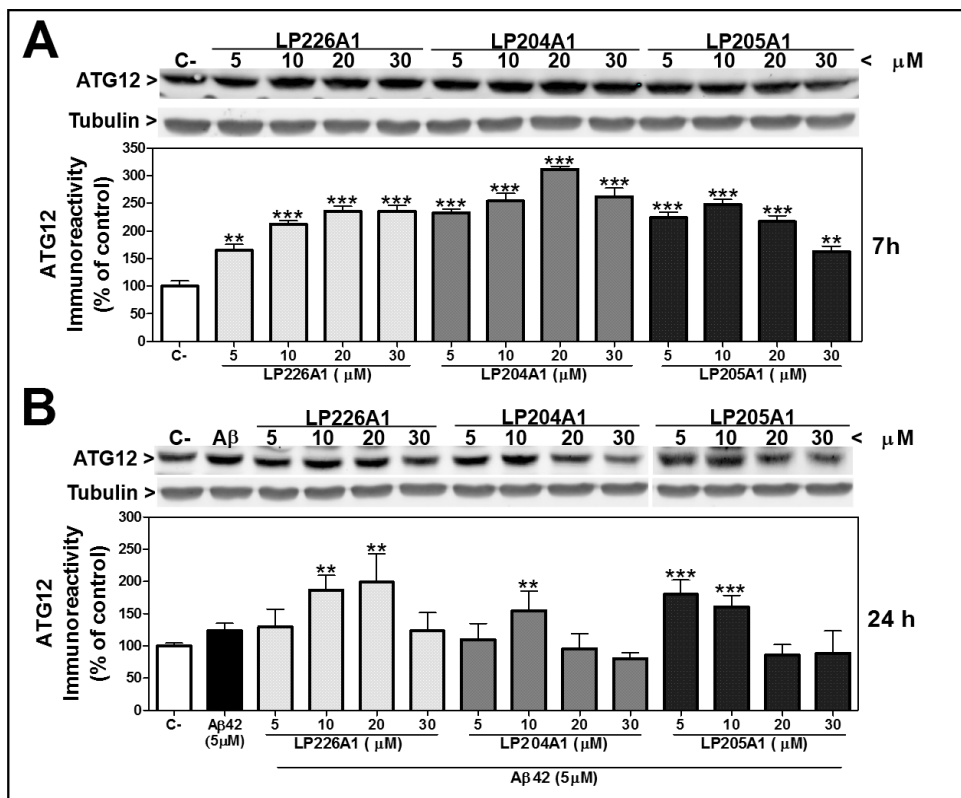 A
LP226A1 LP204A1 LP205A1
C- 5 10 20 30 5 10 20 30 5 10 20 30 < μM
ATG12 >
Tubulin >
ATG12
Immunoreactivity
(% of control)
350
300
250
200
150
100
50
0
** *** *** *** *** *** *** *** *** *** *** **
7h
C- 5 10 20 30 5 10 20 30 5 10 20 30
LP226A1 ( μM) LP204A1 ( μM) LP205A1 ( μM)
B
LP226A1 LP204A1 LP205A1
C- Aβ 5 10 20 30 5 10 20 30 5 10 20 30 < μM
ATG12 >
Tubulin >
ATG12
Immunoreactivity
(% of control)
300
250
200
150
100
50
0
** ** ** *** ***
24 h
C- Aβ42 5 10 20 30 5 10 20 30 5 10 20 30
(5μM) LP226A1 ( μM) LP204A1 ( μM) LP205A1 ( μM)
Aβ42 (5μM)